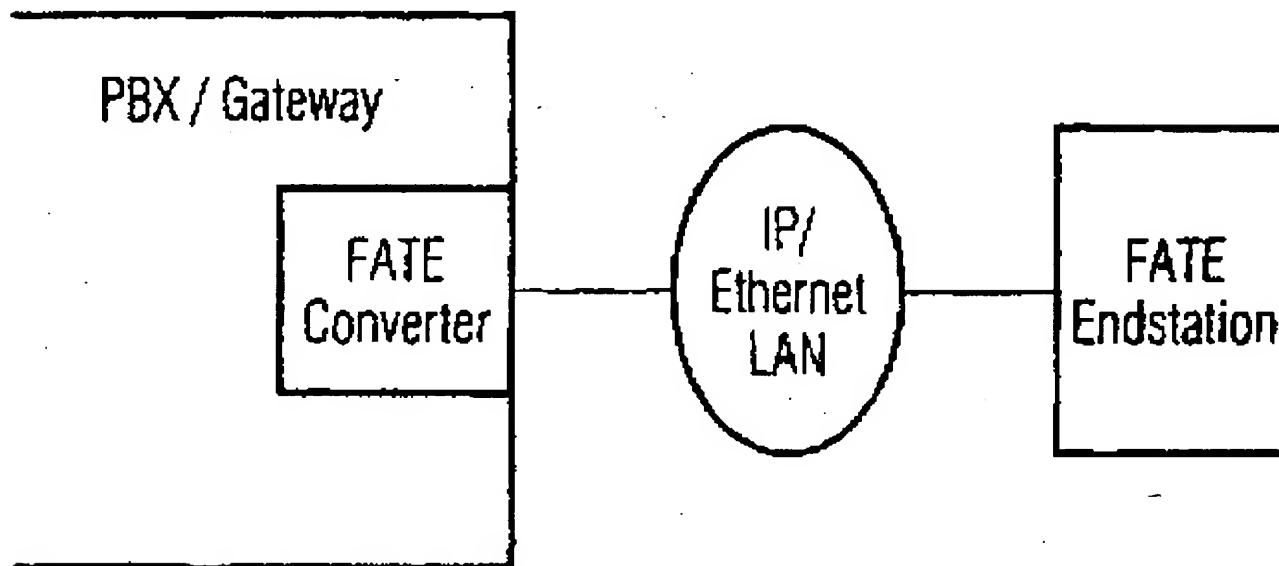 PBX / Gateway
FATE
Converter
IP/
Ethernet
LAN
FATE
Endstation